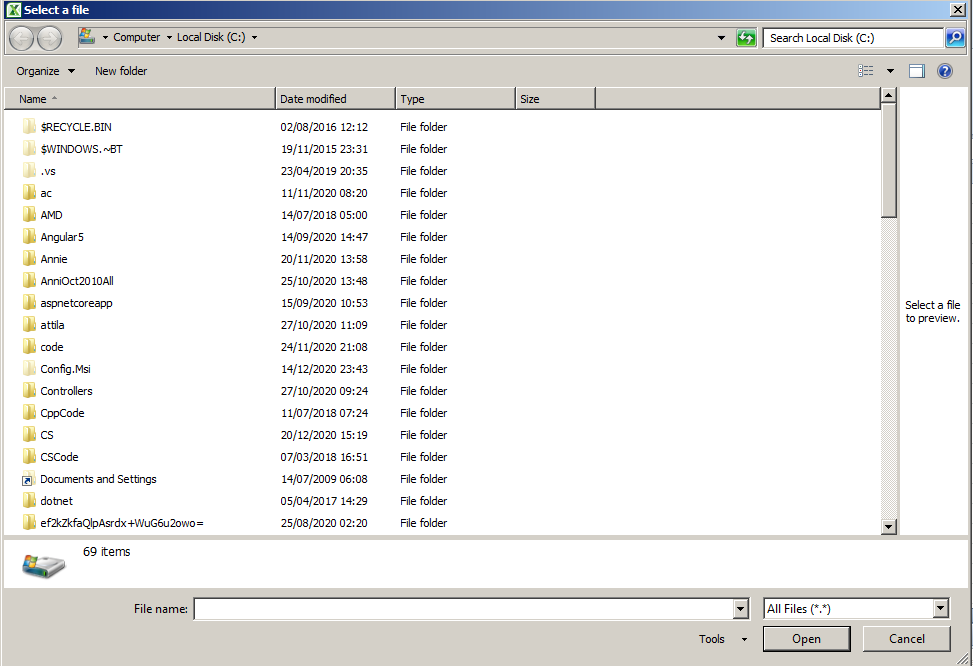 Select a file
Computer Local Disk (C:) Search Local Disk (C:)
Organize New folder
Name Date modified Type Size
$RECYCLE.BIN 02/08/2016 12:12 File folder
$WINDOWS.~BT 19/11/2015 23:31 File folder
.vs 23/04/2019 20:35 File folder
ac 11/11/2020 08:20 File folder
AMD 14/07/2018 05:00 File folder
Angular5 14/09/2020 14:47 File folder
Annie 20/11/2020 13:58 File folder
AnniOct2010All 25/10/2020 13:48 File folder
aspnetcoreapp 15/09/2020 10:53 File folder
attila 27/10/2020 11:09 File folder
code 24/11/2020 21:08 File folder
Config.Msi 14/12/2020 23:43 File folder
Controllers 27/10/2020 09:24 File folder
CppCode 11/07/2018 07:24 File folder
CS 20/12/2020 15:19 File folder
CSCode 07/03/2018 16:51 File folder
Documents and Settings 14/07/2009 06:08 File folder
dotnet 05/04/2017 14:29 File folder
ef2kZkfaQlpAsrdx+WuG6u2owo= 25/08/2020 02:20 File folder
Select a file
to preview.
69 items
File name: All Files (*.*)
Tools Open Cancel